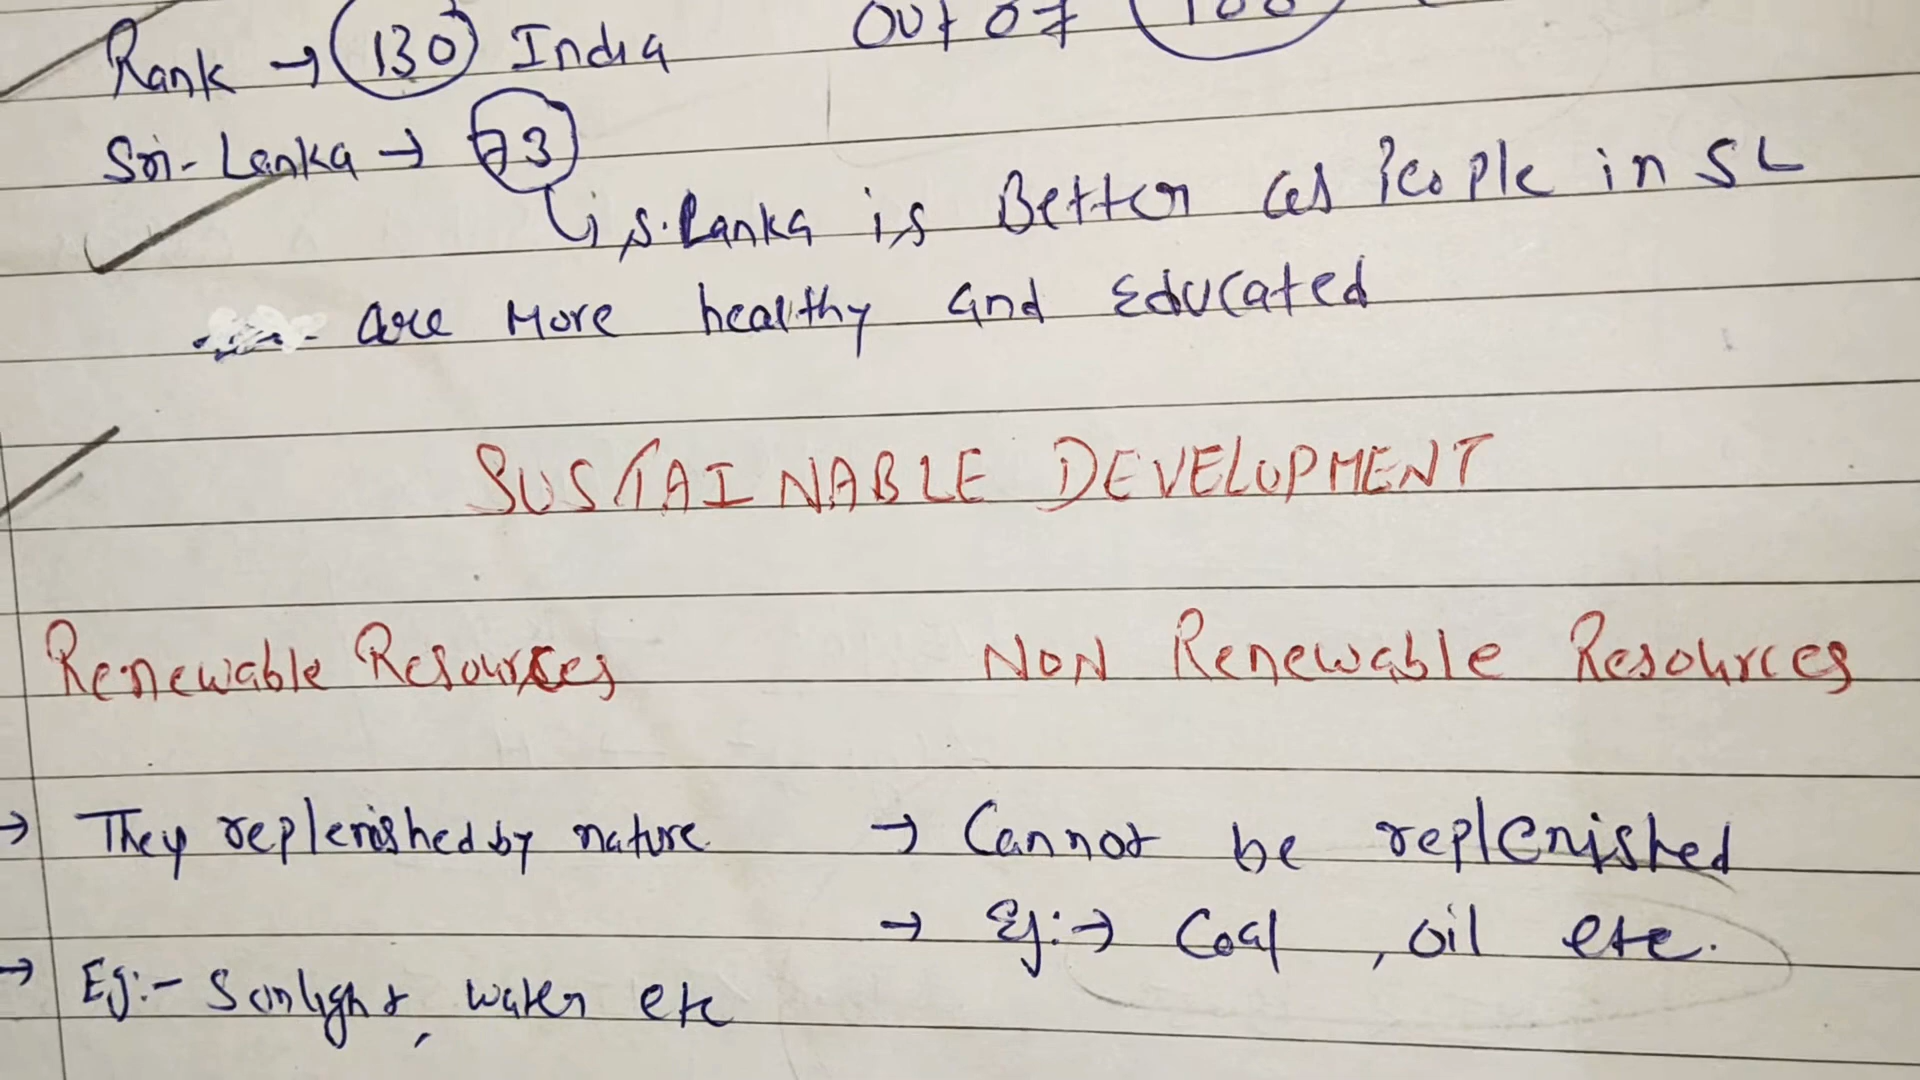 Rank → 130 India Out of
Sri-Lanka → 73
↳ S.Lanka is Better as People in SL
are More healthy and Educated
SUSTAINABLE DEVELOPMENT
Renewable Resources
NON Renewable Resources
→ They replenished by nature
→ Cannot be replenished
→ Eg:→ Coal, oil etc.
→ Eg:- Sunlight, water etc